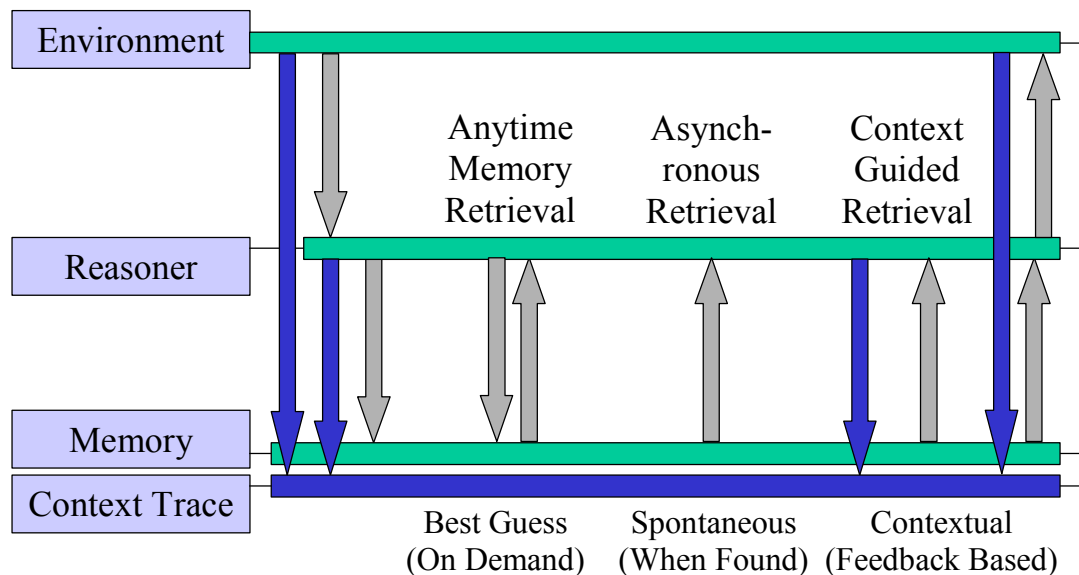 Environment
Anytime
Memory
Retrieval
Asynch-
ronous
Retrieval
Context
Guided
Retrieval
Reasoner
Memory
Context Trace
Best Guess
(On Demand)
Spontaneous
(When Found)
Contextual
(Feedback Based)